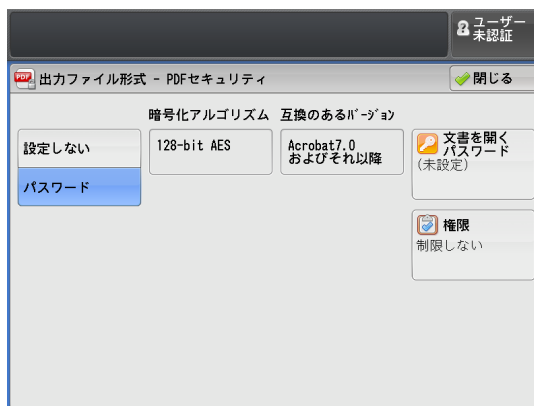 ユーザー
未認証
PDF 出力ファイル形式 - PDFセキュリティ
閉じる
暗号化アルゴリズム 互換のあるバージョン
設定しない
パスワード
128-bit AES
Acrobat7.0
およびそれ以降
文書を開く
パスワード
(未設定)
権限
制限しない